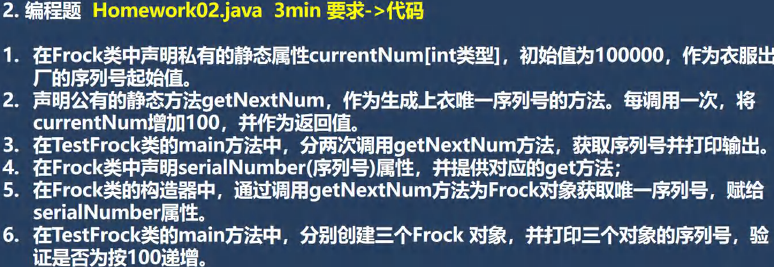 2. 编程题 Homework02.java 3min 要求->代码
1. 在Frock类中声明私有的静态属性currentNum[int类型]，初始值为100000，作为衣服出
厂的序列号起始值。
2. 声明公有的静态方法getNextNum，作为生成上衣唯一序列号的方法。每调用一次，将
currentNum增加100，并作为返回值。
3. 在TestFrock类的main方法中，分两次调用getNextNum方法，获取序列号并打印输出。
4. 在Frock类中声明serialNumber(序列号)属性，并提供对应的get方法；
5. 在Frock类的构造器中，通过调用getNextNum方法为Frock对象获取唯一序列号，赋给
serialNumber属性。
6. 在TestFrock类的main方法中，分别创建三个Frock 对象，并打印三个对象的序列号，验
证是否为按100递增。